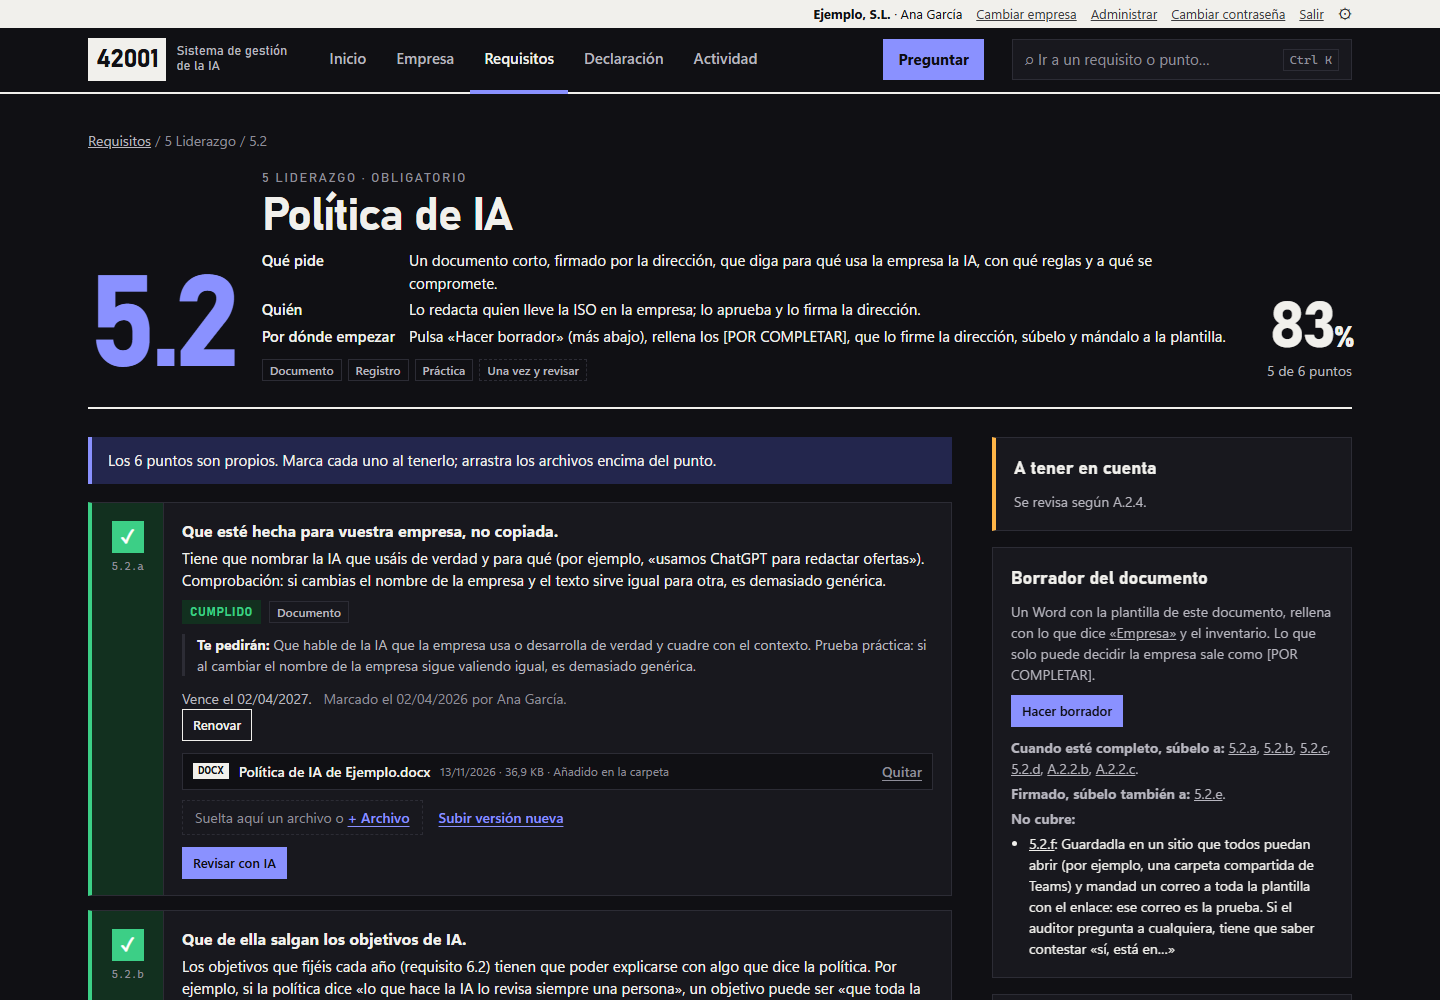 Ejemplo, S.L. · Ana García Cambiar empresa Administrar Cambiar contraseña Salir
42001 Sistema de gestión de la IA
Inicio Empresa Requisitos Declaración Actividad Preguntar Ir a un requisito o punto... Ctrl K
Requisitos / 5 Liderazgo / 5.2
5 LIDERAZGO · OBLIGATORIO
Política de IA
5.2
Qué pide Un documento corto, firmado por la dirección, que diga para qué usa la empresa la IA, con qué reglas y a qué se
compromete.
Quién Lo redacta quien lleve la ISO en la empresa; lo aprueba y lo firma la dirección.
Por dónde empezar Pulsa «Hacer borrador» (más abajo), rellena los [POR COMPLETAR], que lo firme la dirección, súbelo y mándalo a la plantilla.
Documento Registro Práctica Una vez y revisar
83%
5 de 6 puntos
Los 6 puntos son propios. Marca cada uno al tenerlo; arrastra los archivos encima del punto.
5.2.a
Que esté hecha para vuestra empresa, no copiada.
Tiene que nombrar la IA que usáis de verdad y para qué (por ejemplo, «usamos ChatGPT para redactar ofertas»).
Comprobación: si cambias el nombre de la empresa y el texto sirve igual para otra, es demasiado genérica.
CUMPLIDO Documento
Te pedirán: Que hable de la IA que la empresa usa o desarrolla de verdad y cuadre con el contexto. Prueba práctica: si
al cambiar el nombre de la empresa sigue valiendo igual, es demasiado genérica.
Vence el 02/04/2027. Marcado el 02/04/2026 por Ana García.
Renovar
DOCX Política de IA de Ejemplo.docx 13/11/2026 · 36,9 KB · Añadido en la carpeta Quitar
Suelta aquí un archivo o + Archivo Subir versión nueva
Revisar con IA
5.2.b
Que de ella salgan los objetivos de IA.
Los objetivos que fijéis cada año (requisito 6.2) tienen que poder explicarse con algo que dice la política. Por
ejemplo, si la política dice «lo que hace la IA lo revisa siempre una persona», un objetivo puede ser «que toda la
A tener en cuenta
Se revisa según A.2.4.
Borrador del documento
Un Word con la plantilla de este documento, rellena
con lo que dice «Empresa» y el inventario. Lo que
solo puede decidir la empresa sale como [POR
COMPLETAR].
Hacer borrador
Cuando esté completo, súbelo a: 5.2.a, 5.2.b, 5.2.c,
5.2.d, A.2.2.b, A.2.2.c.
Firmado, súbelo también a: 5.2.e.
No cubre:
5.2.f: Guardadla en un sitio que todos puedan
abrir (por ejemplo, una carpeta compartida de
Teams) y mandad un correo a toda la plantilla
con el enlace: ese correo es la prueba. Si el
auditor pregunta a cualquiera, tiene que saber
contestar «sí, está en...»